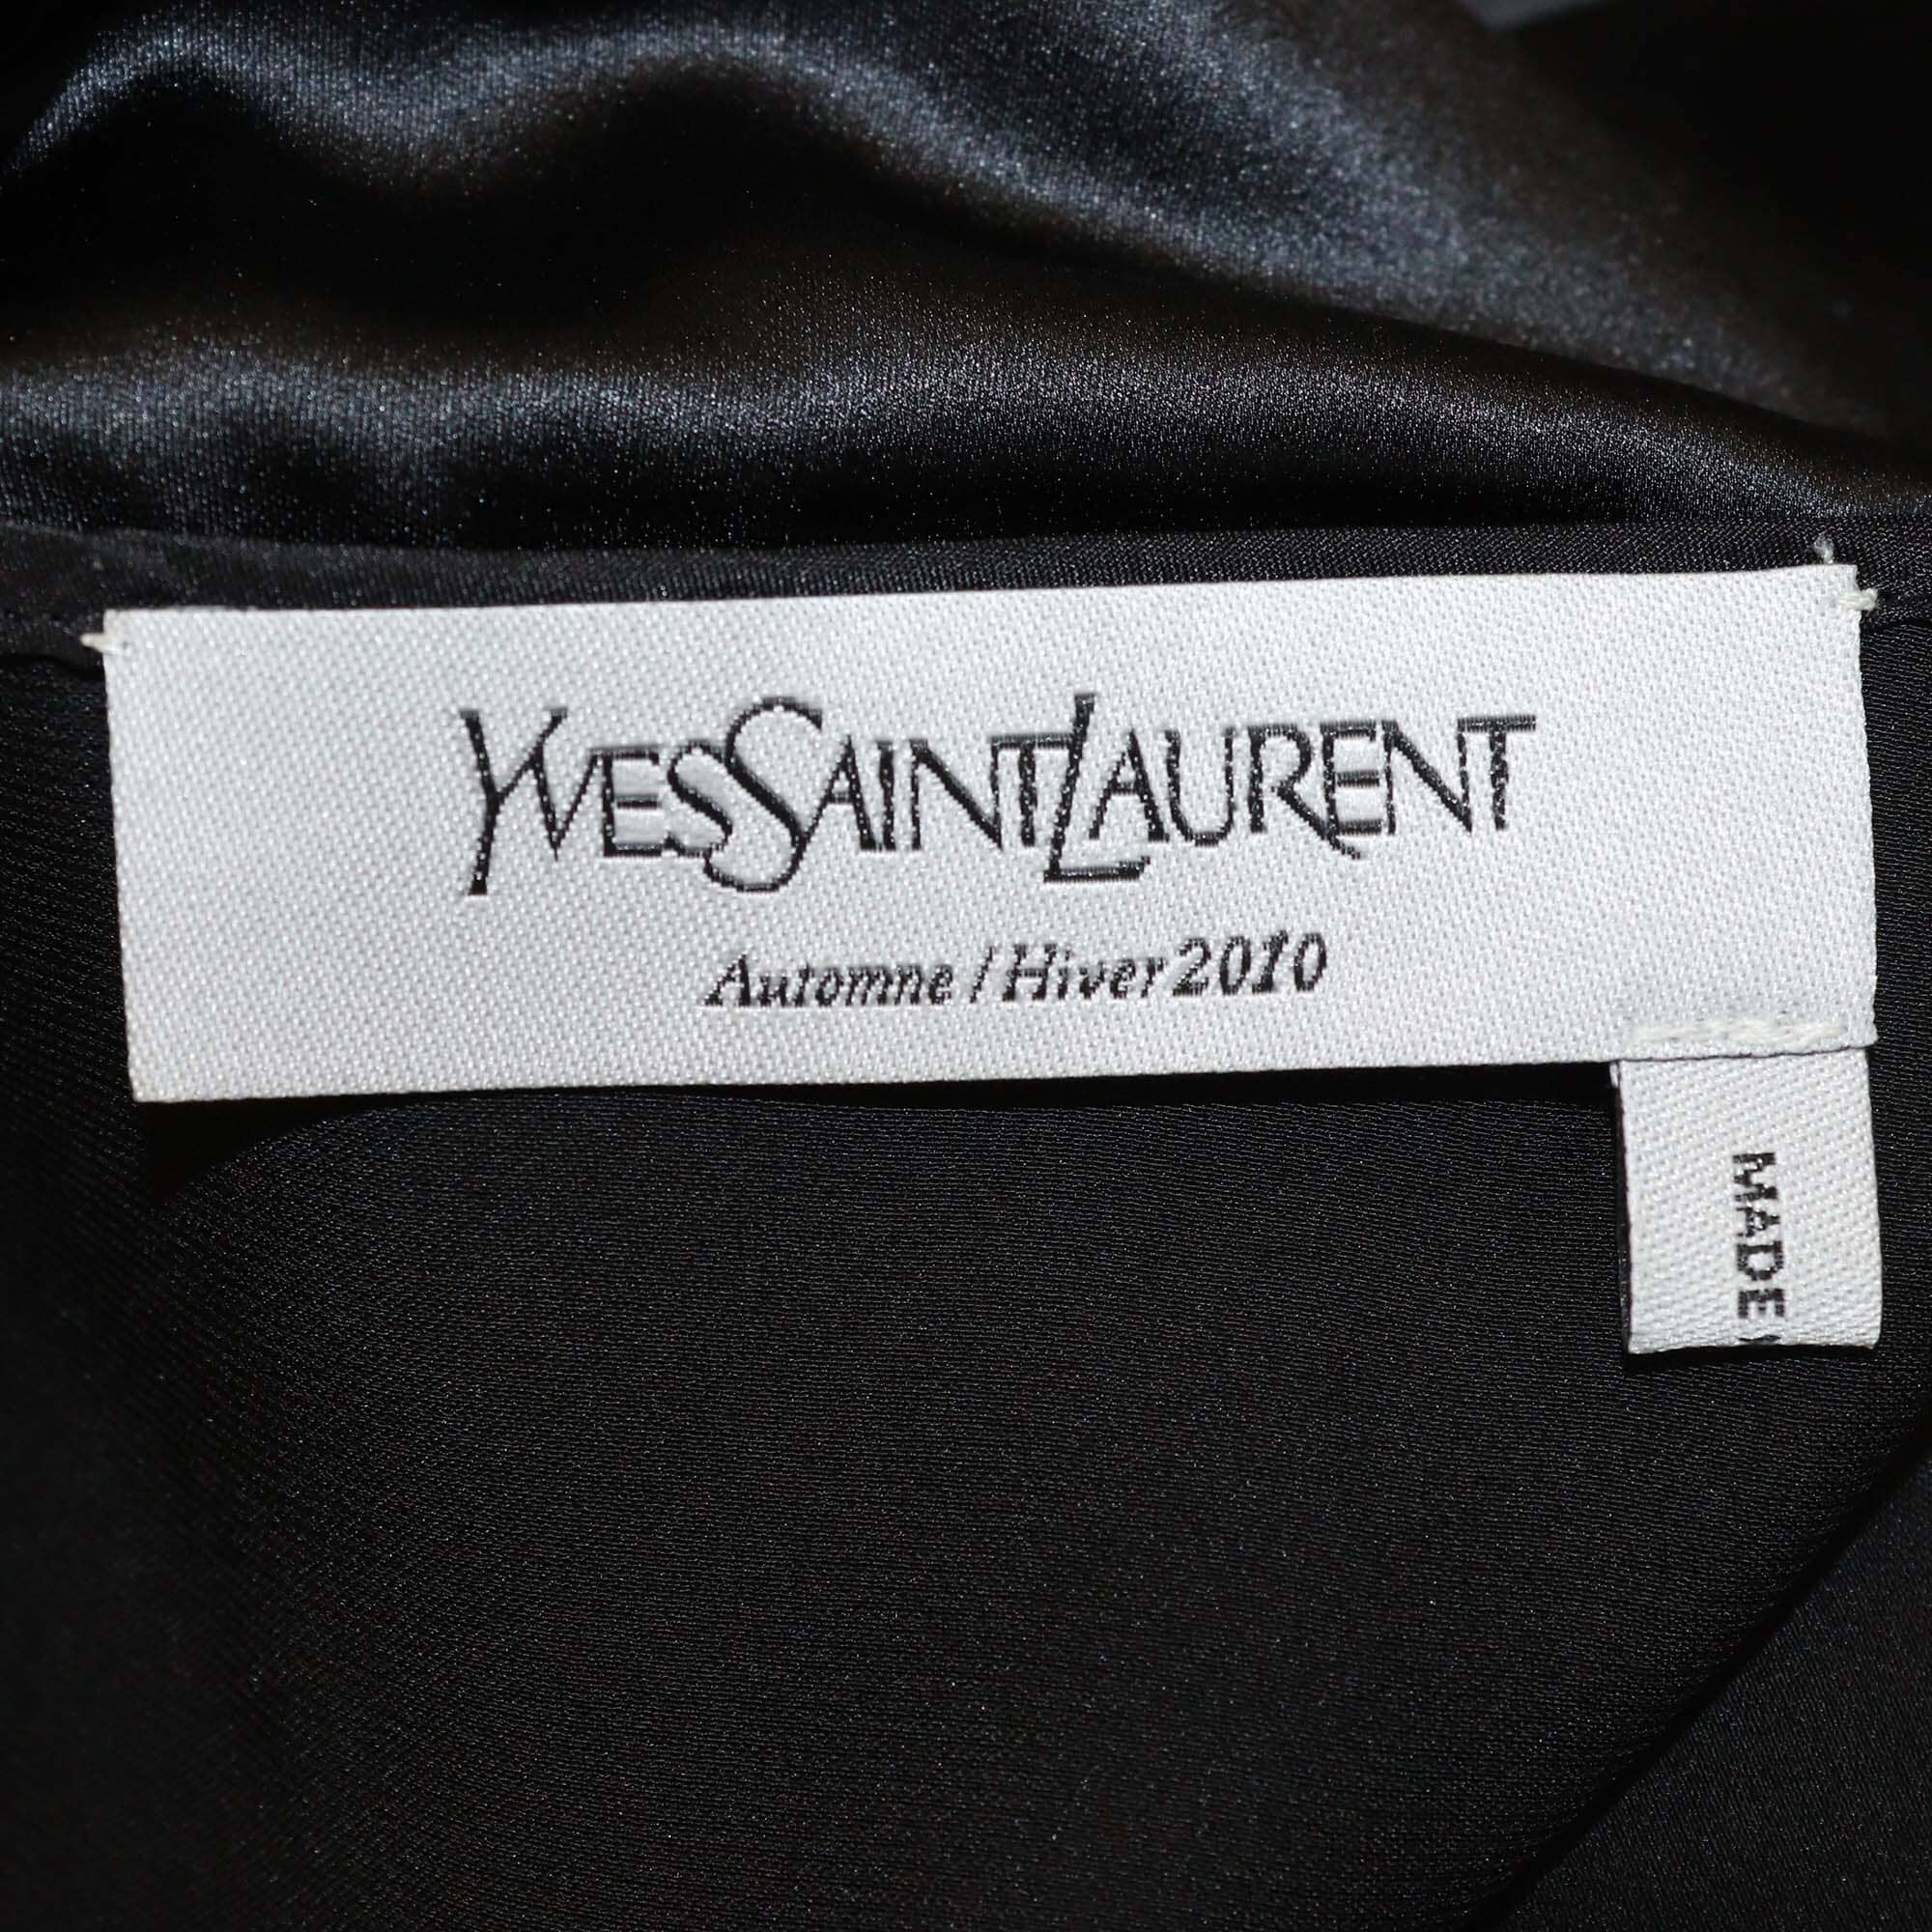 YVESSAINTLAURENT
Automne / Hiver 2010
MADE